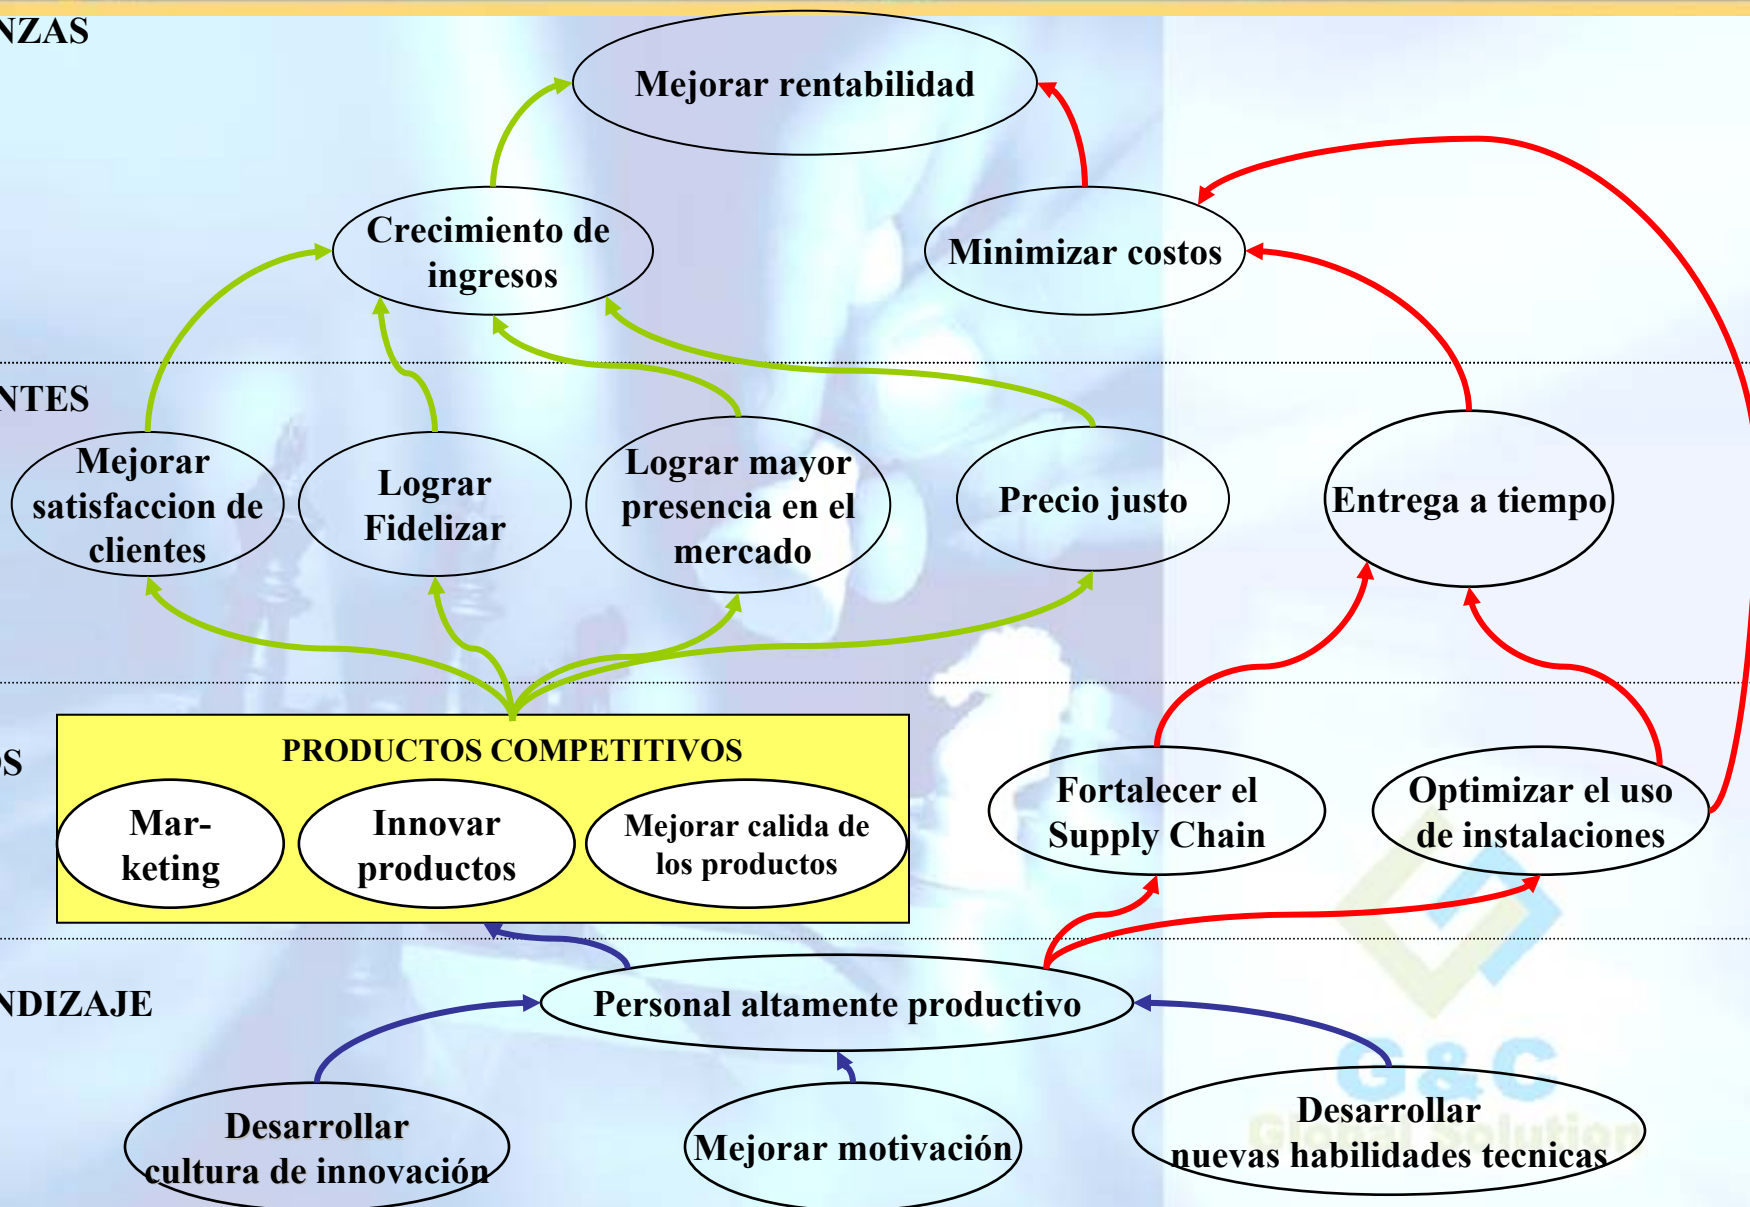 NZAS
Mejorar rentabilidad
Crecimiento de
ingresos
Minimizar costos
NTES
Mejorar
satisfaccion de
clientes
Lograr
Fidelizar
Lograr mayor
presencia en el
mercado
Precio justo
Entrega a tiempo
OS
PRODUCTOS COMPETITIVOS
Mar-
keting
Innovar
productos
Mejorar calida de
los productos
Fortalecer el
Supply Chain
Optimizar el uso
de instalaciones
NDIZAJE
Personal altamente productivo
Desarrollar
cultura de innovación
Mejorar motivación
Desarrollar
nuevas habilidades tecnicas
G&C
Global Solution